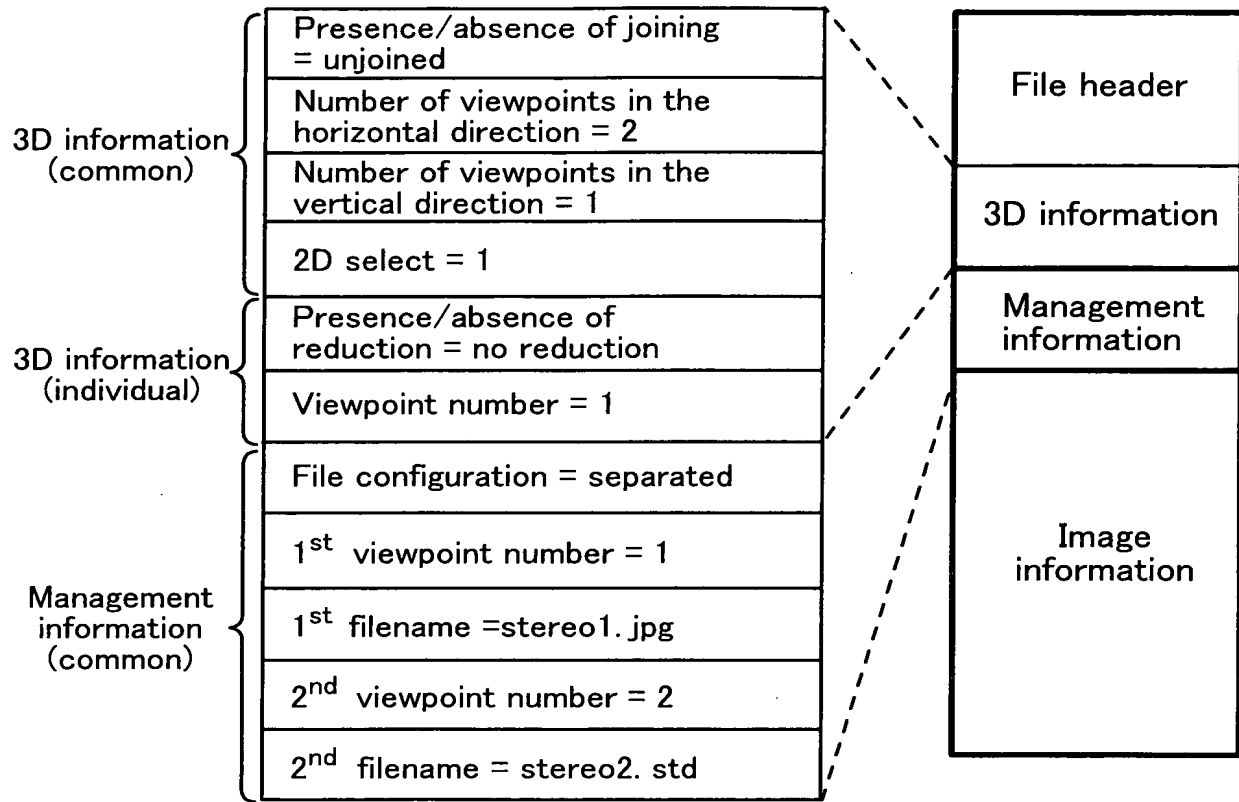 3D information
(common)
Presence/absence of joining
= unjoined
Number of viewpoints in the
horizontal direction = 2
Number of viewpoints in the
vertical direction = 1
2D select = 1
3D information
(individual)
Presence/absence of
reduction = no reduction
Viewpoint number = 1
Management
information
(common)
File configuration = separated
1st viewpoint number = 1
1st filename =stereo1. jpg
2nd viewpoint number = 2
2nd filename = stereo2. std
File header
3D information
Management
information
Image
information